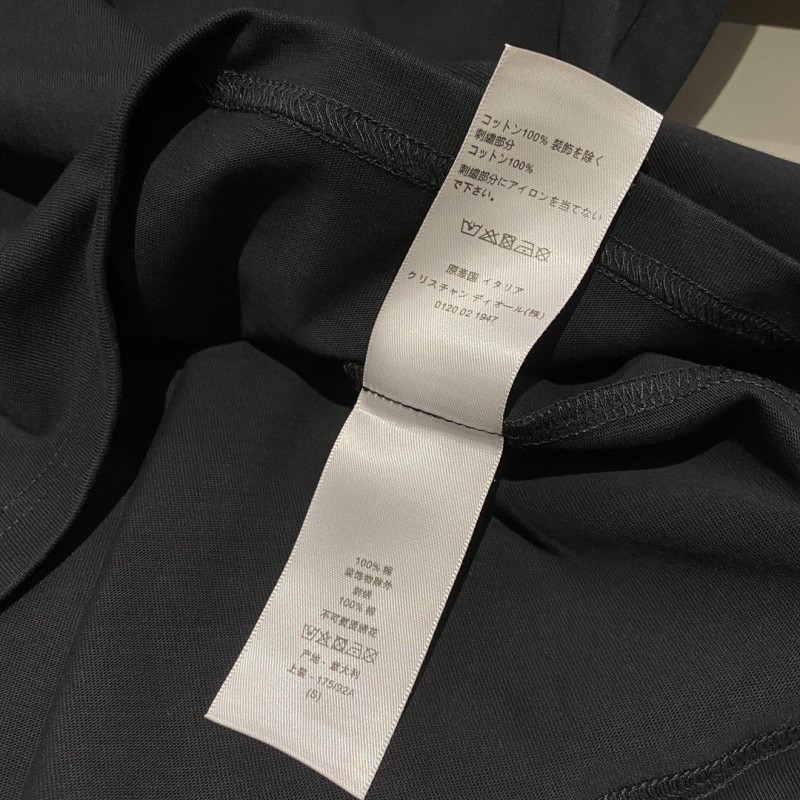 コットン100% 装飾を除く
刺繍部分
コットン100%
刺繍部分にアイロンを当てない
で下さい。
原産国 イタリア
クリスチャン ディオール(株)
0120 02 1947
100% 棉
装饰物除外
刺绣
100% 棉
不可熨烫绣花
产地 - 意大利
上装 - 175/92A
(S)